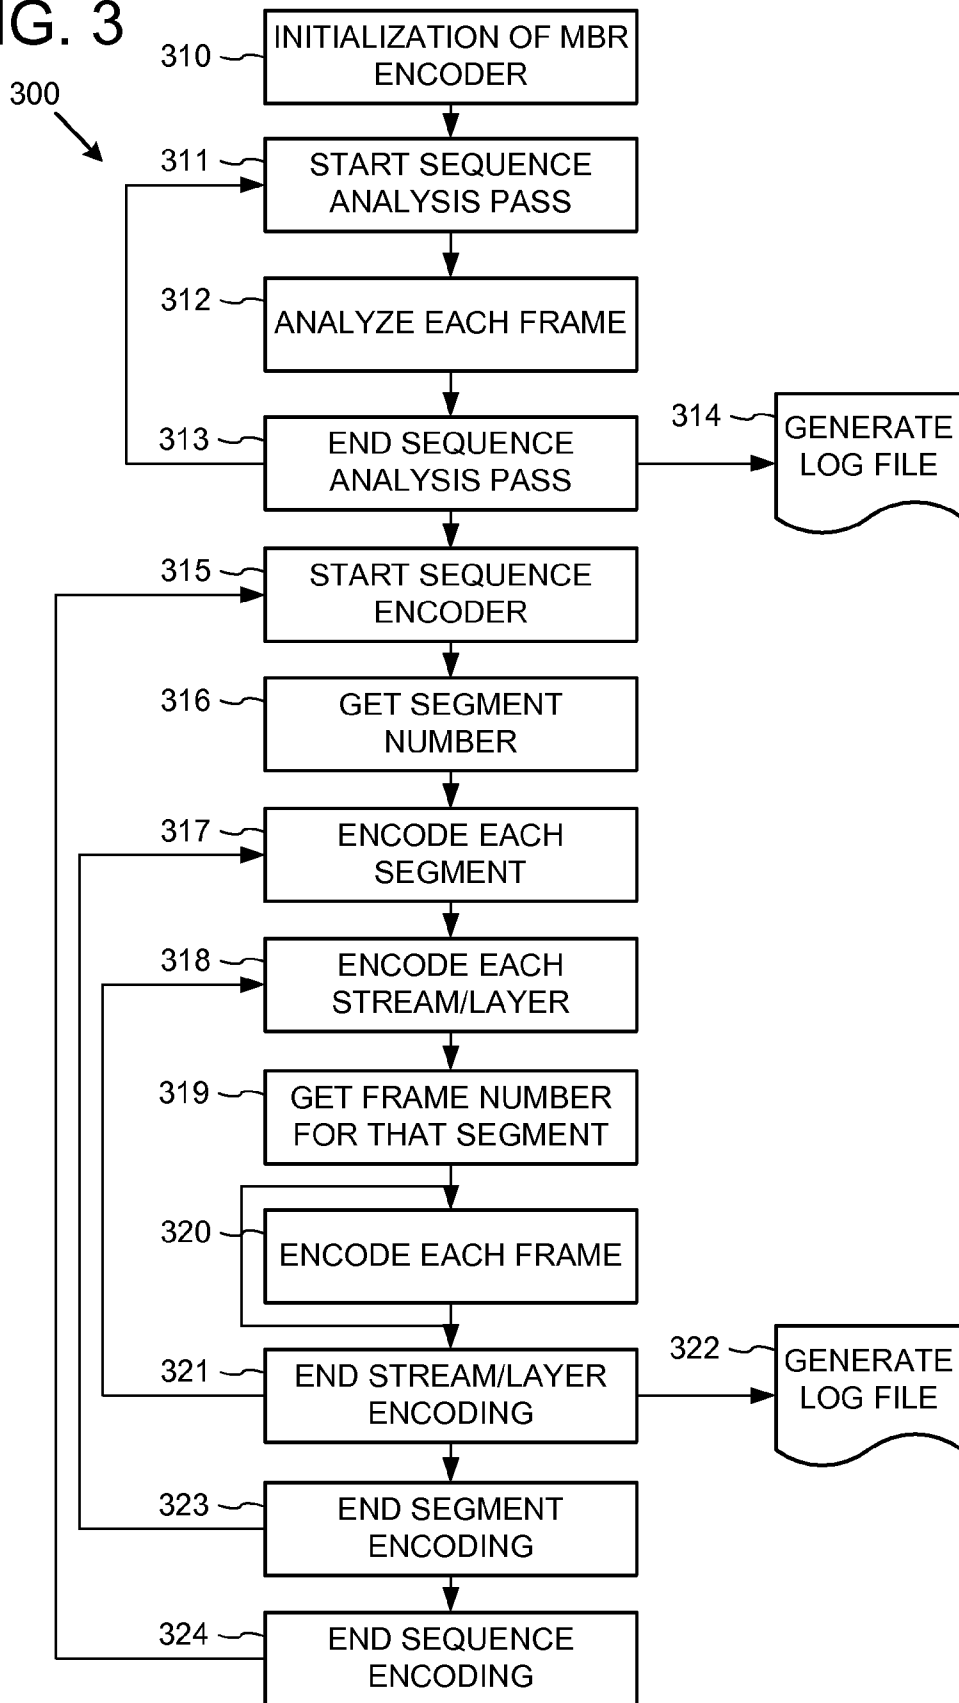 IG. 3
300
310
INITIALIZATION OF MBR
ENCODER
311
START SEQUENCE
ANALYSIS PASS
312
ANALYZE EACH FRAME
313
END SEQUENCE
ANALYSIS PASS
314
GENERATE
LOG FILE
315
START SEQUENCE
ENCODER
316
GET SEGMENT
NUMBER
317
ENCODE EACH
SEGMENT
318
ENCODE EACH
STREAM/LAYER
319
GET FRAME NUMBER
FOR THAT SEGMENT
320
ENCODE EACH FRAME
321
END STREAM/LAYER
ENCODING
322
GENERATE
LOG FILE
323
END SEGMENT
ENCODING
324
END SEQUENCE
ENCODING